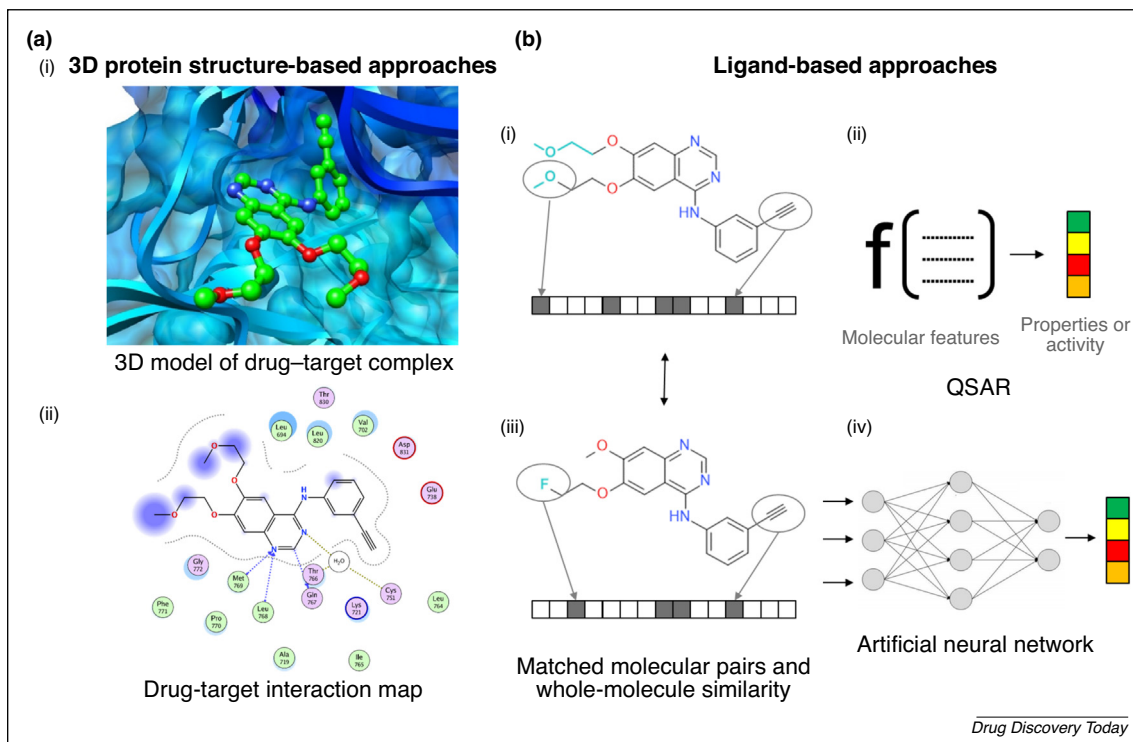 (a)
(i) 3D protein structure-based approaches
3D model of drug–target complex
(ii)
Thr 830
Leu 694
Leu 820
Val 702
Asp 831
Glu 738
O
O
O
O
H
N
N
N
H₂O
Gly 772
Met 769
Thr 766
Gln 767
Cys 751
Leu 764
Phe 771
Pro 770
Leu 768
Lys 721
Ala 719
Ile 765
Drug-target interaction map
(b)
Ligand-based approaches
(i)
O
O
O
O
N
N
NH
(ii)
f
Molecular features
Properties or
activity
QSAR
(iii)
O
F
O
N
N
NH
Matched molecular pairs and
whole-molecule similarity
(iv)
Artificial neural network
Drug Discovery Today